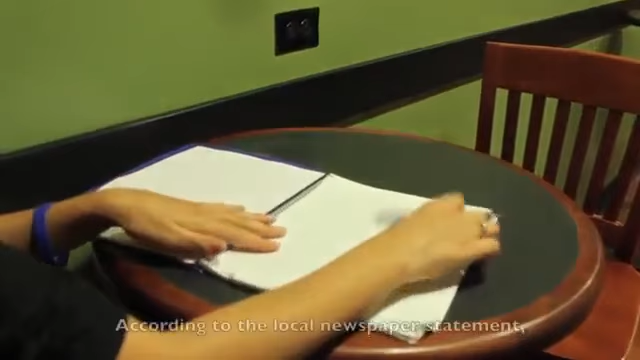 According to the local newspaper statement,